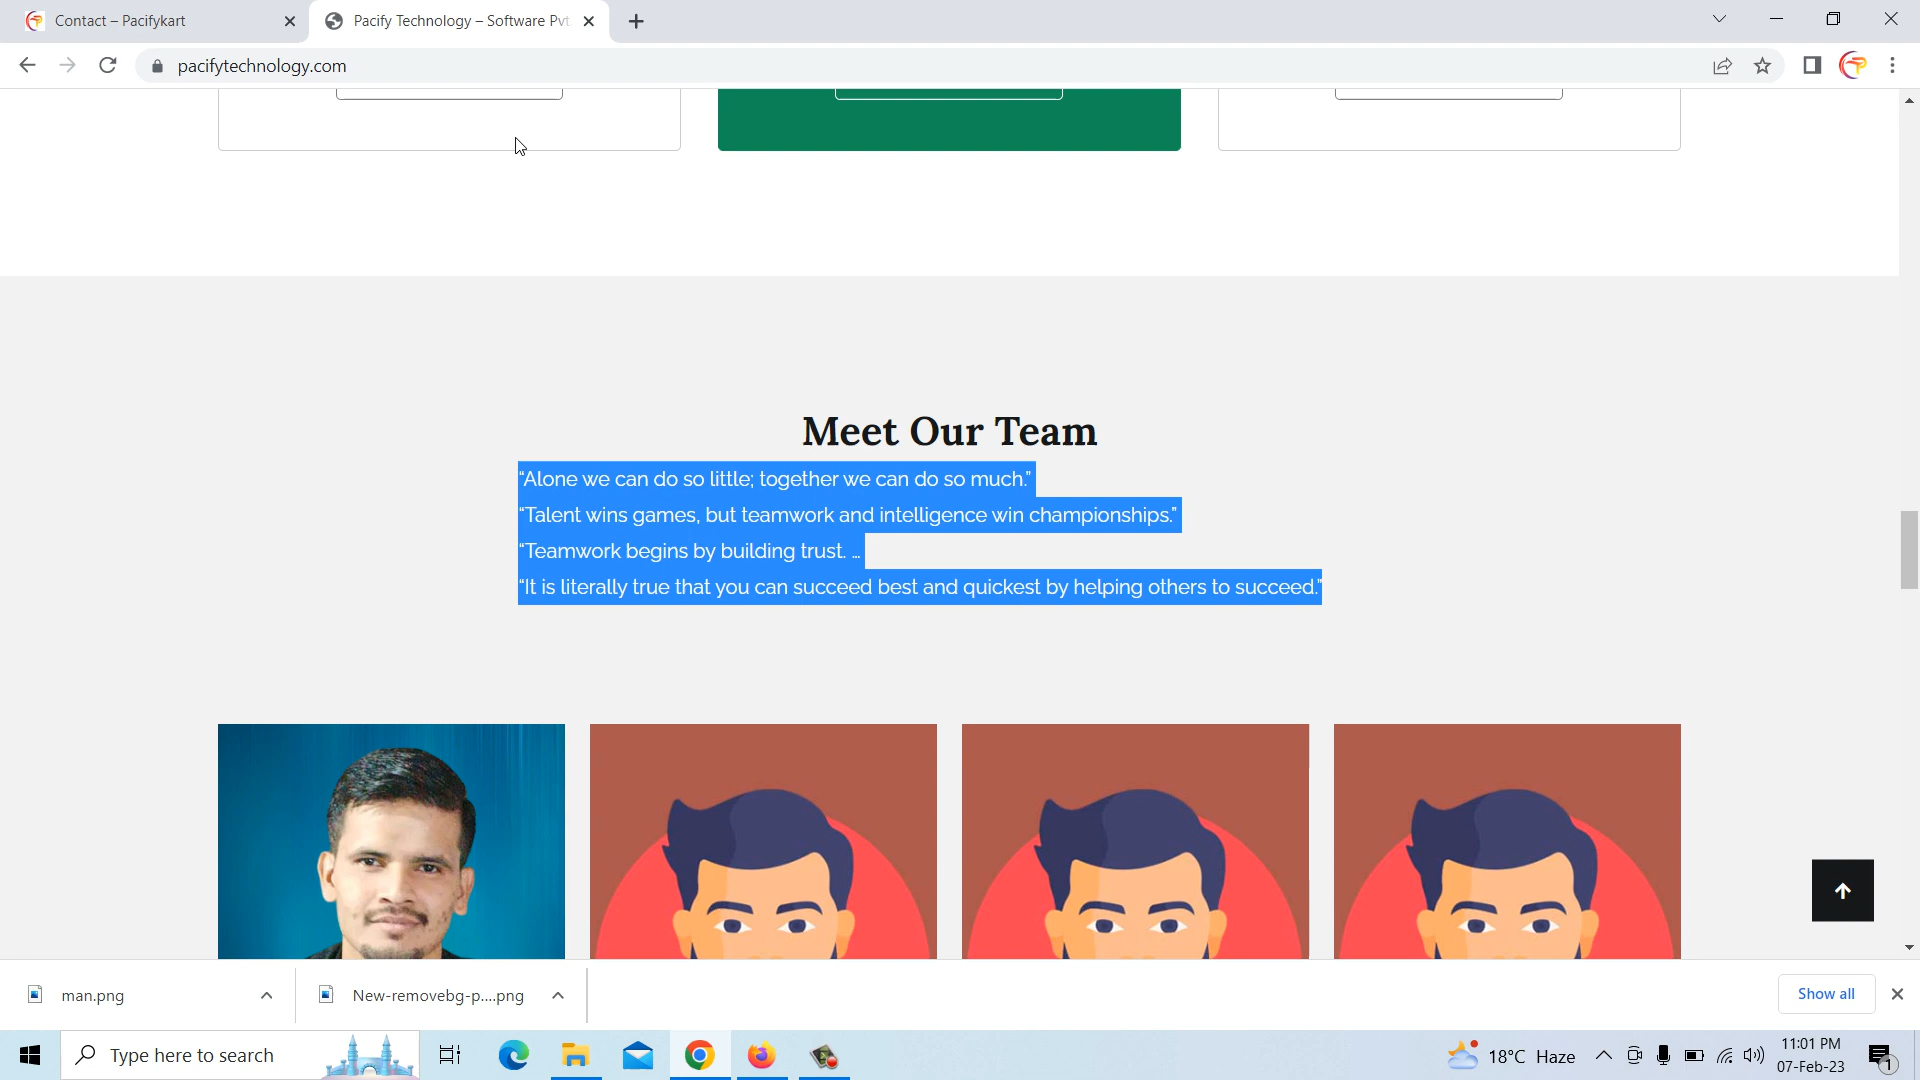 Contact – Pacifykart
Pacify Technology – Software Pvt
pacifytechnology.com
Meet Our Team
“Alone we can do so little; together we can do so much.”
“Talent wins games, but teamwork and intelligence win championships.”
“Teamwork begins by building trust. …
“It is literally true that you can succeed best and quickest by helping others to succeed.”
man.png
New-removebg-p....png
Show all
Type here to search
18°C Haze
11:01 PM
07-Feb-23
1